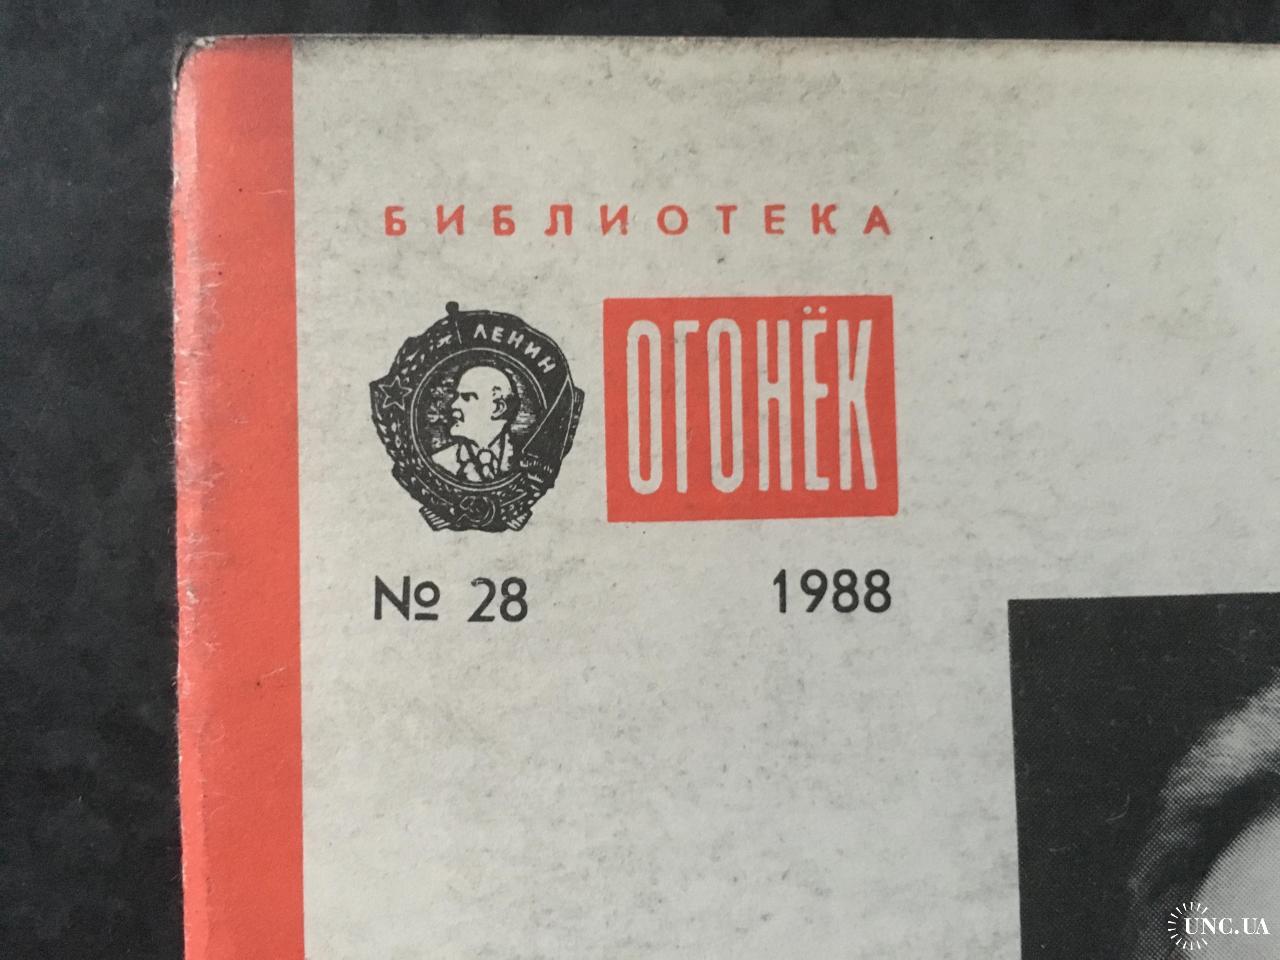 БИБЛИОТЕКА
ЛЕНИН
ОГОНЁК
№ 28
1988
UNC.UA